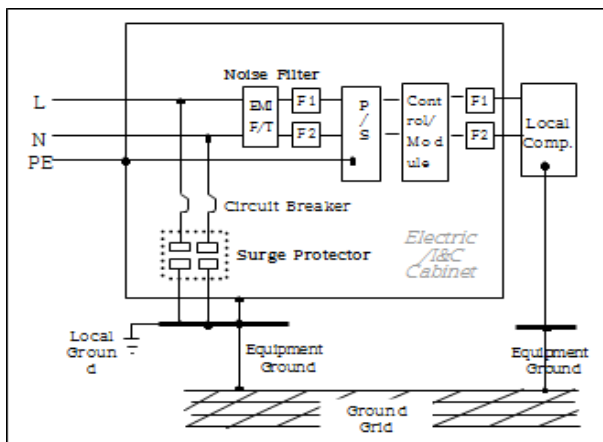 Noise Filter
L
EMI
F/T
F1
P
/
S
Cont
rol/
Mod
ule
F1
Local
Comp.
N
F2
F2
PE
Circuit Breaker
Surge Protector
Electric
/I&C
Cabinet
Local
Groun
d
Equipment
Ground
Equipment
Ground
Ground
Grid